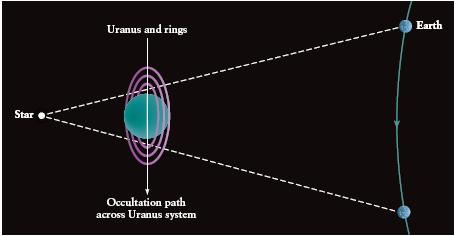 Uranus and rings
Earth
Star
Occultation path
across Uranus system